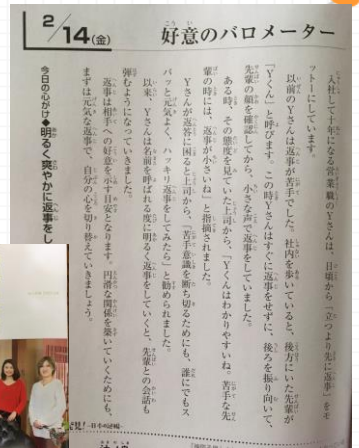 2/14(金)
好意のバロメーター
入社して十年になる営業職のYさんは、日頃から「立つより先に返事」をモ
ットーにしています。
以前のYさんは返事が苦手でした。社内を歩いていると、後方にいた先輩が
「Yくん」と呼びます。この時Yさんはすぐに返事をせずに、後ろを振り向いて、
先輩の顔を確認してから、小さな声で返事をしていました。
ある時、その態度を見ていた上司から、「Yくんはわかりやすいね。苦手な先
輩の時には、返事が小さいね」と指摘されました。
Yさんが返答に困ると上司から、「苦手意識を断ち切るためにも、誰にでもス
パッと元気よく、ハッキリ返事をしてみたら」と勧められました。
以来、Yさんは名前を呼ばれる度に明るく返事をしていくと、先輩との会話も
弾むようになっていきました。
返事は相手への好意を示す目安となります。円滑な関係を築いていくためにも、
まずは元気な返事で、自分の心を切り替えていきましょう。
今日の心がけ◆明るく爽やかに返事をし